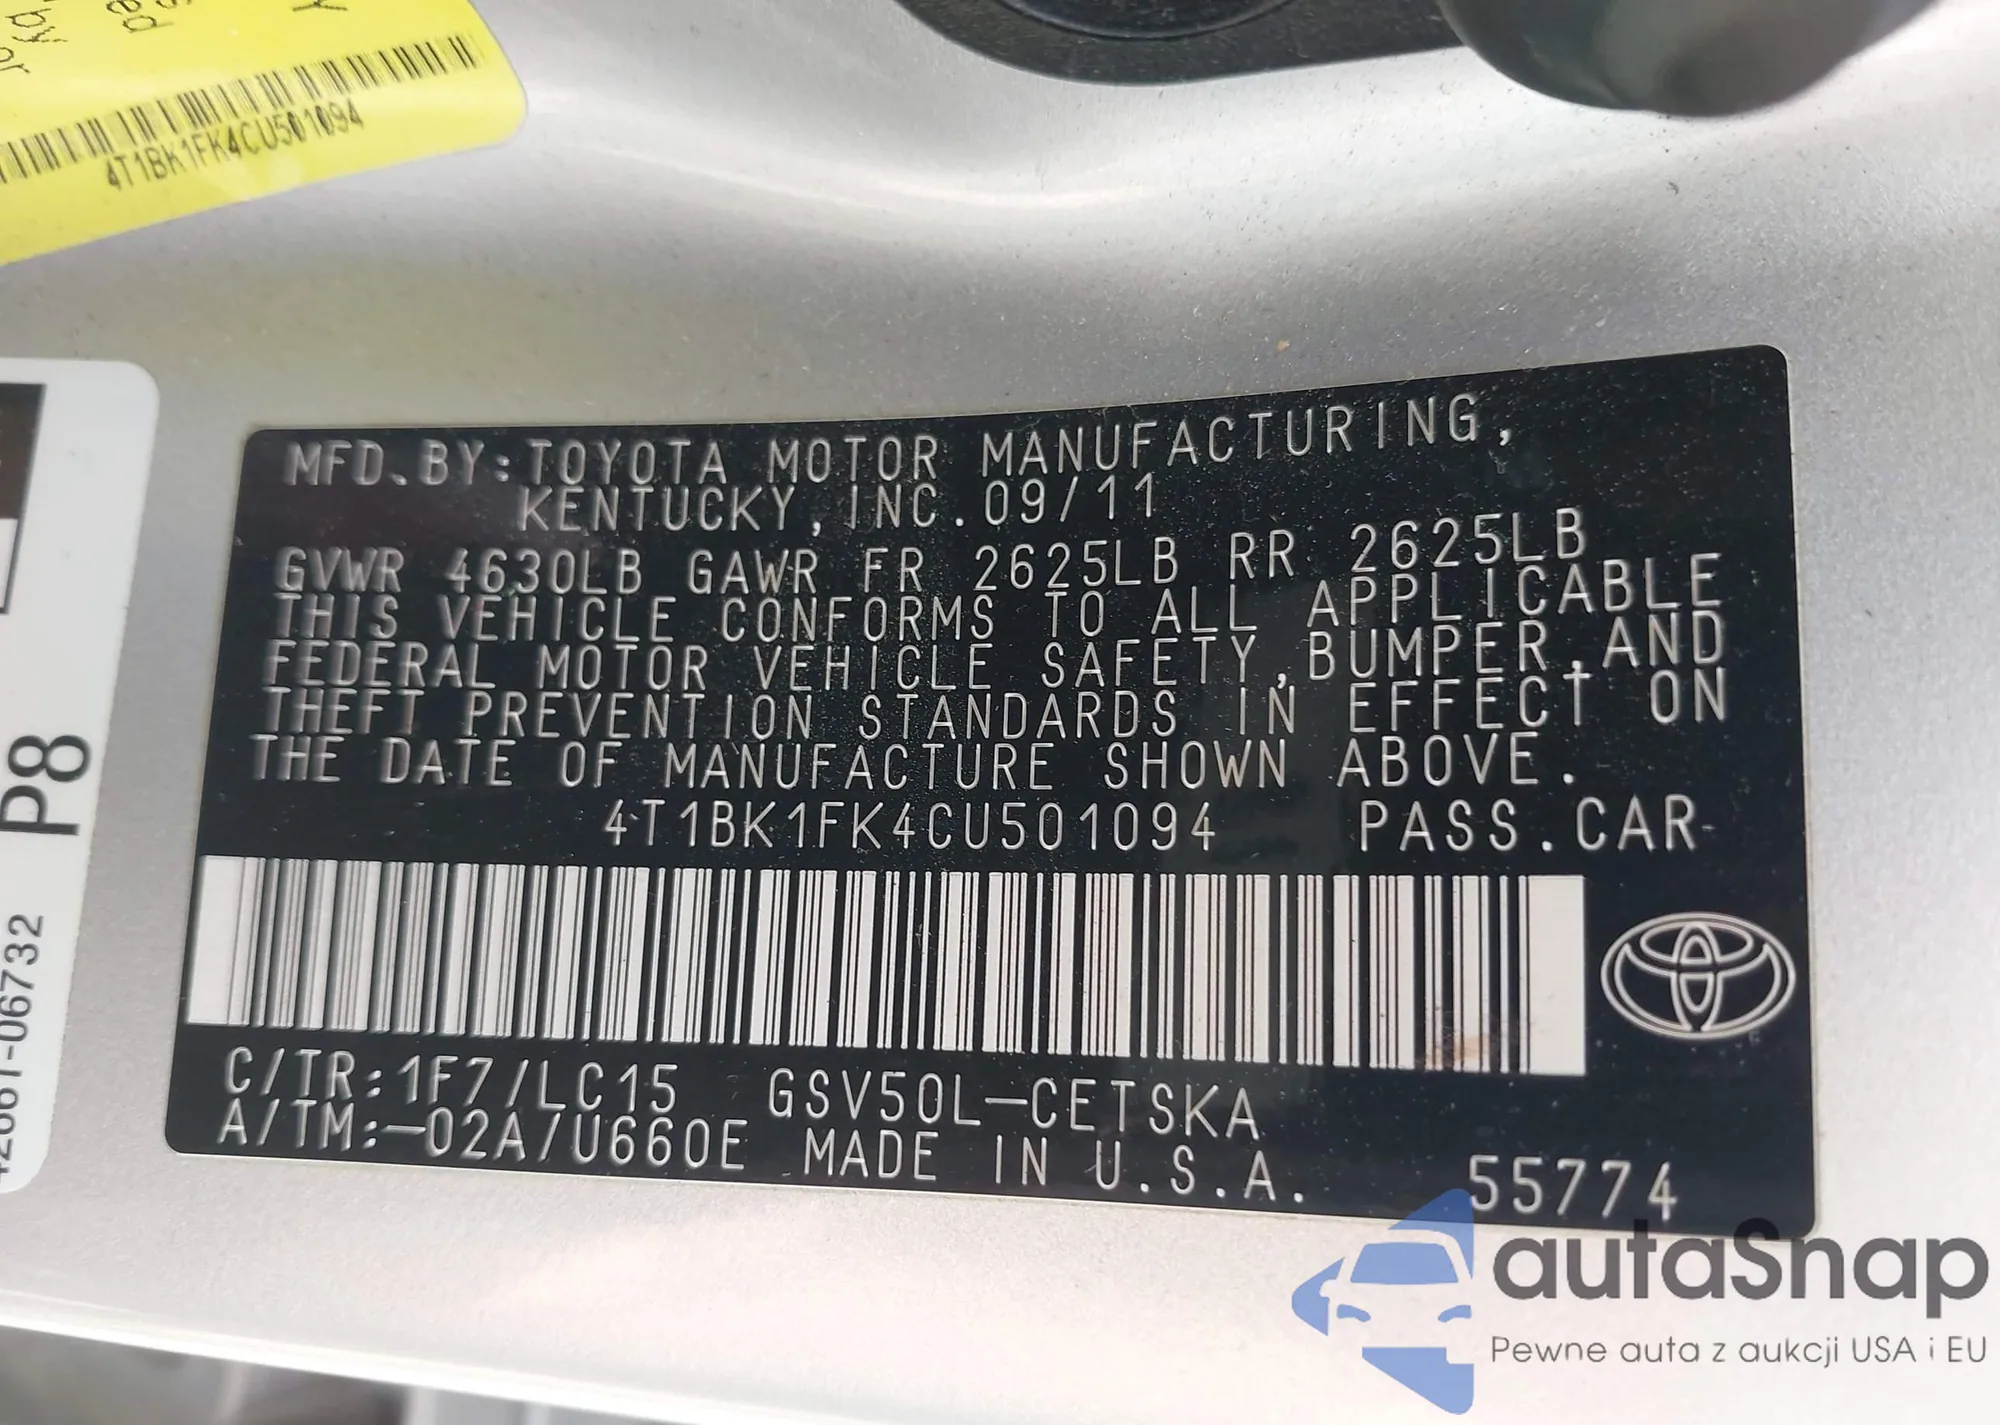 4T1BK1FK4CU501094
MFD. BY: TOYOTA MOTOR MANUFACTURING,
KENTUCKY, INC. 09/11
GVWR 4630LB GAWR FR 2625LB RR 2625LB
THIS VEHICLE CONFORMS TO ALL APPLICABLE
FEDERAL MOTOR VEHICLE SAFETY, BUMPER, AND
THEFT PREVENTION STANDARDS IN EFFECT ON
THE DATE OF MANUFACTURE SHOWN ABOVE.
4T1BK1FK4CU501094 PASS. CAR
C/TR: 1F7/LC15 GSV50L-CETSKA
A/TM: -02A/U660E MADE IN U.S.A. 55774
P8
42661-06732
autoSnap
Pewne auta z aukcji USA i EU